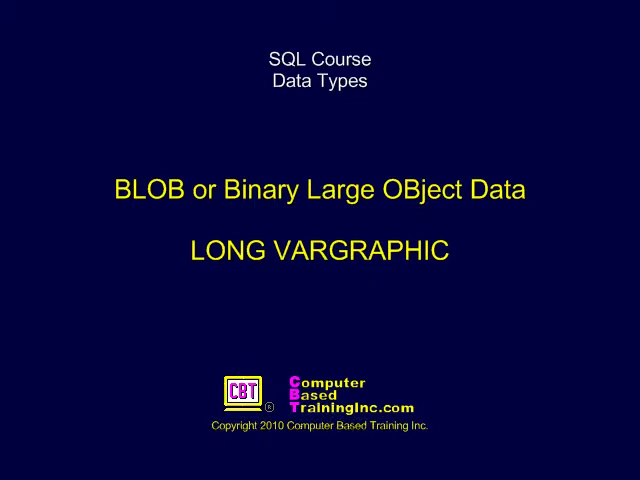 SQL Course
Data Types
BLOB or Binary Large OBject Data
LONG VARGRAPHIC
CBT ®
Computer
Based
TrainingInc.com
Copyright 2010 Computer Based Training Inc.